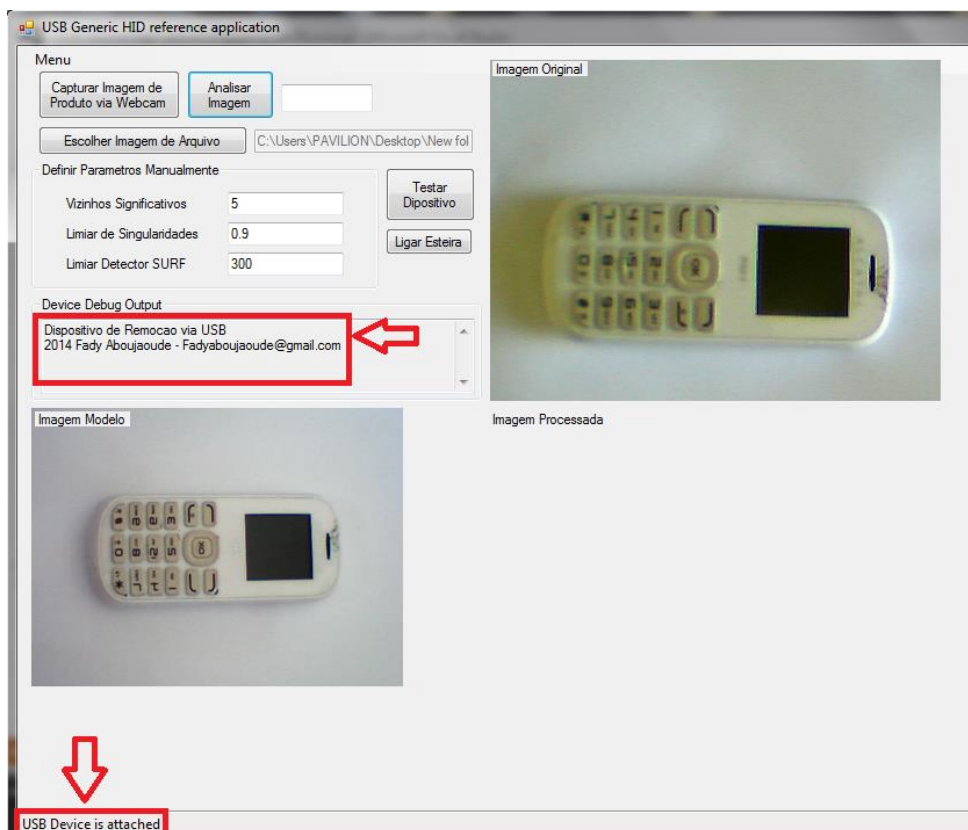 USB Generic HID reference application
Menu
Capturar Imagem de
Produto via Webcam
Analisar
Imagem
Escolher Imagem de Arquivo
C:\Users\PAVILION\Desktop\New fol
Definir Parametros Manualmente
Vizinhos Significativos
5
Limiar de Singularidades
0.9
Limiar Detector SURF
300
Testar
Dipositivo
Ligar Esteira
Device Debug Output
Dispositivo de Remocao via USB
2014 Fady Aboujaoude - Fadyaboujaoude@gmail.com
Imagem Original
Imagem Modelo
Imagem Processada
USB Device is attached